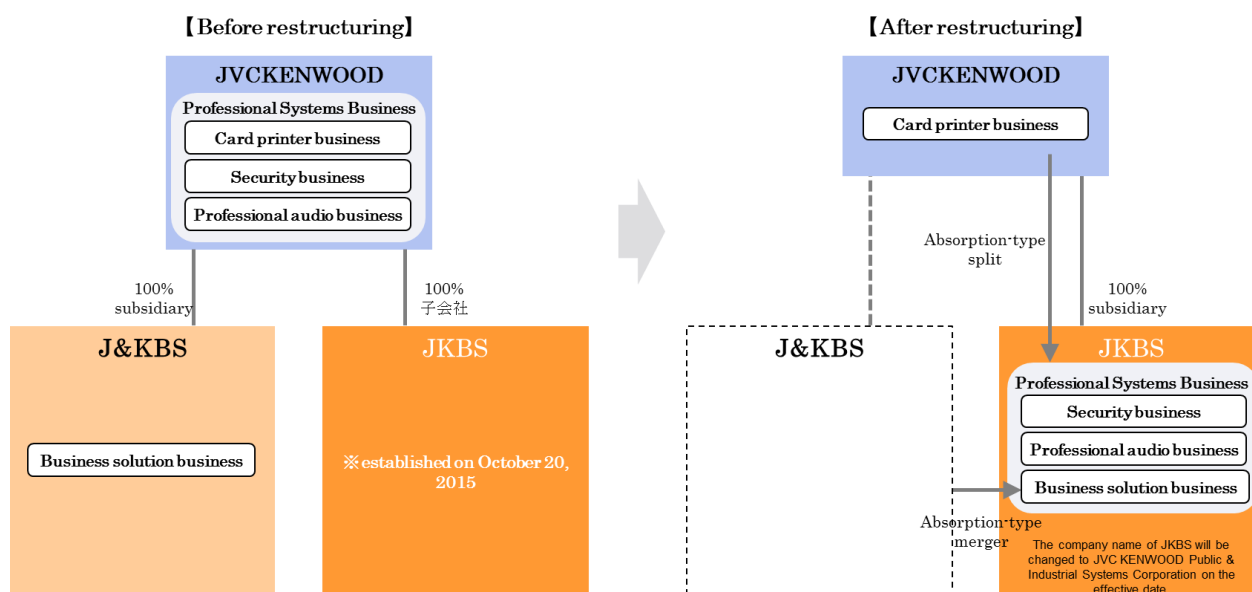 【Before restructuring】
JVCKENWOOD
Professional Systems Business
Card printer business
Security business
Professional audio business
100%
subsidiary
100%
子会社
J&KBS
Business solution business
JKBS
※established on October 20,
2015
【After restructuring】
JVCKENWOOD
Card printer business
Absorption-type
split
100%
subsidiary
J&KBS
Absorption-type
merger
JKBS
Professional Systems Business
Security business
Professional audio business
Business solution business
The company name of JKBS will be
changed to JVC KENWOOD Public &
Industrial Systems Corporation on the
effective date